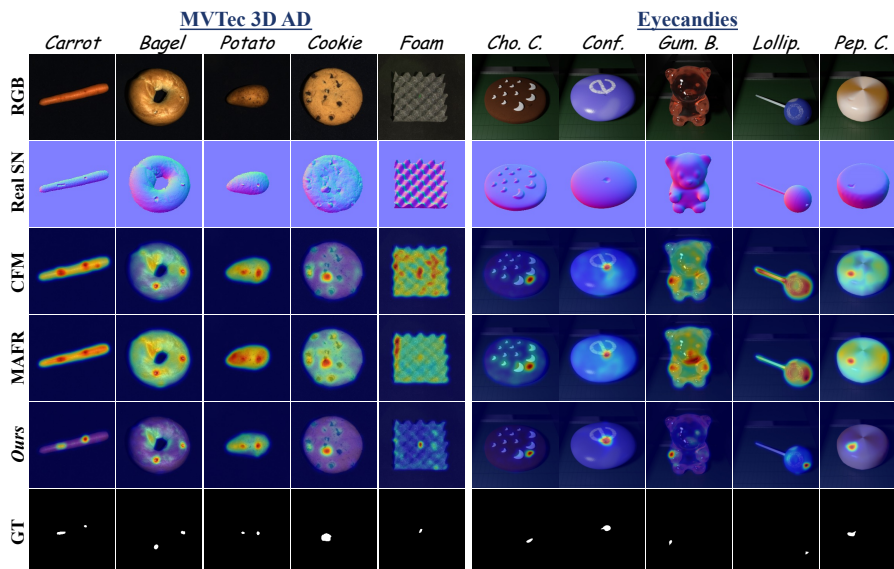 MVTec 3D AD
Eyecandies
Carrot Bagel Potato Cookie Foam Cho. C. Conf. Gum. B. Lollip. Pep. C.
RGB
Real SN
CFM
MAFR
Ours
GT